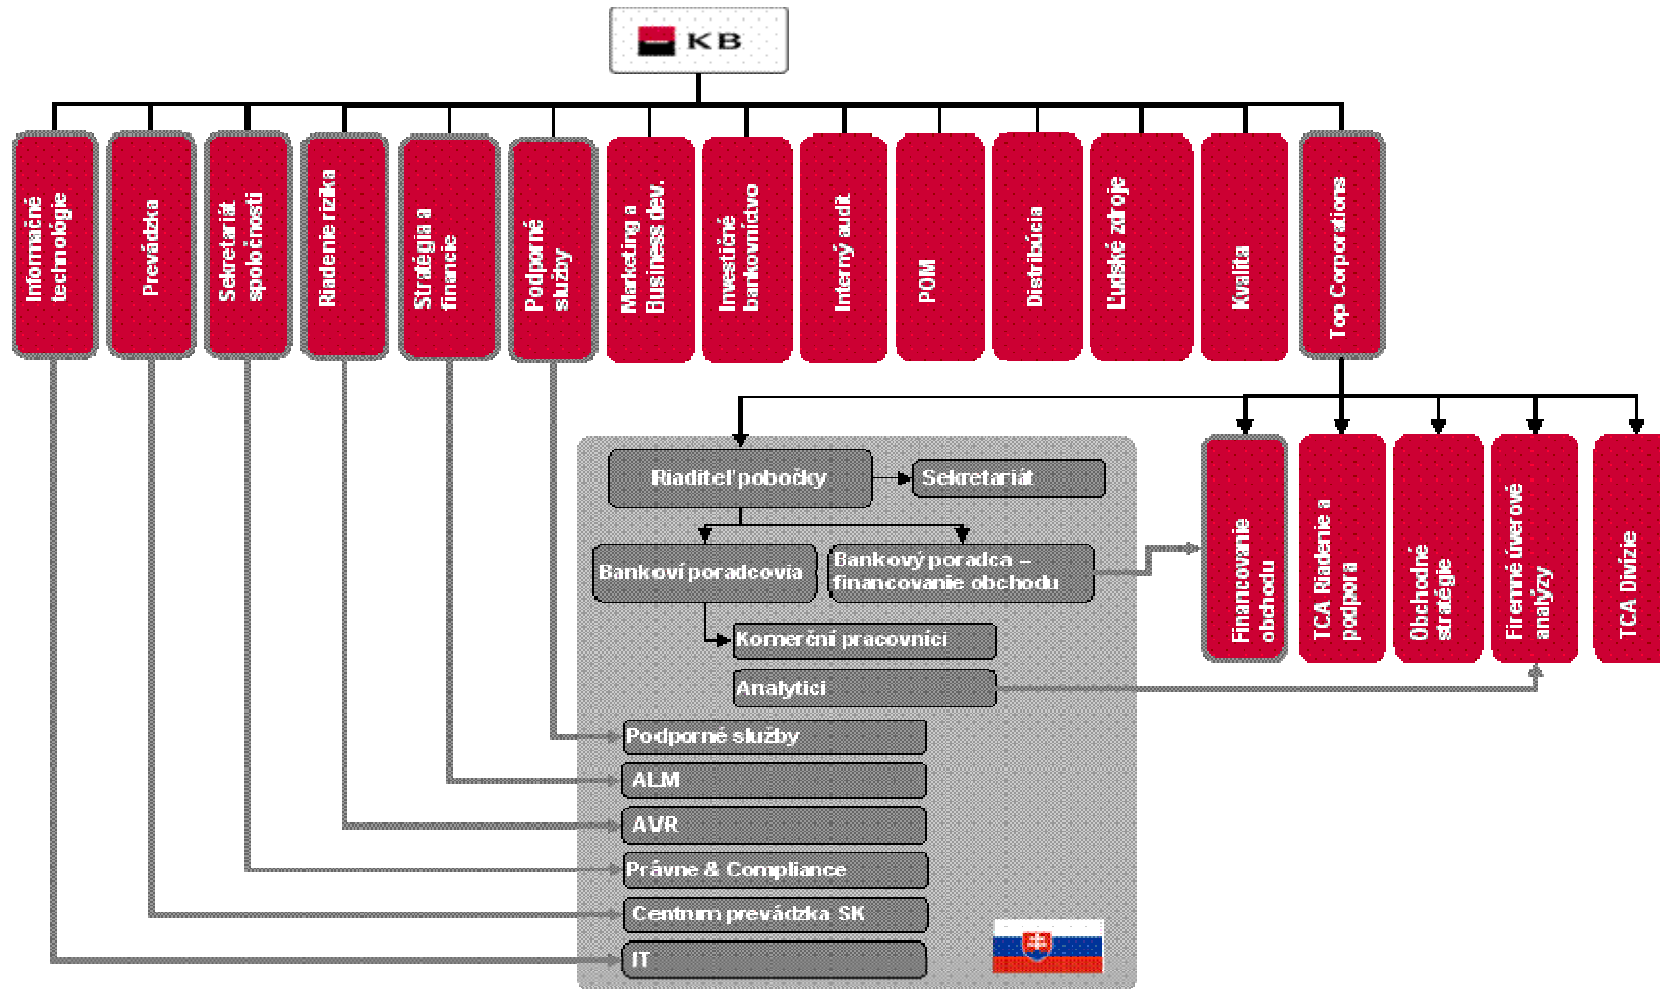 KB
Informačné
technológie
Prevádzka
Sekretariát
spoločnosti
Riadenie rizika
Stratégia a
financie
Podporné
služby
Marketing a
Business dev.
Investičné
bankovníctvo
Interný audit
POM
Distribúcia
Ľudské zdroje
Kvalita
Top Corporations
Riaditeľ pobočky
Sekretariát
Bankoví poradcovia
Bankový poradca –
financovanie obchodu
Komerční pracovníci
Analytici
Podporné služby
ALM
AVR
Právne & Compliance
Centrum prevádzka SK
IT
Financovanie
obchodu
TCA Riadenie a
podpora
Obchodné
stratégie
Firemné úverové
analýzy
TCA Divízie